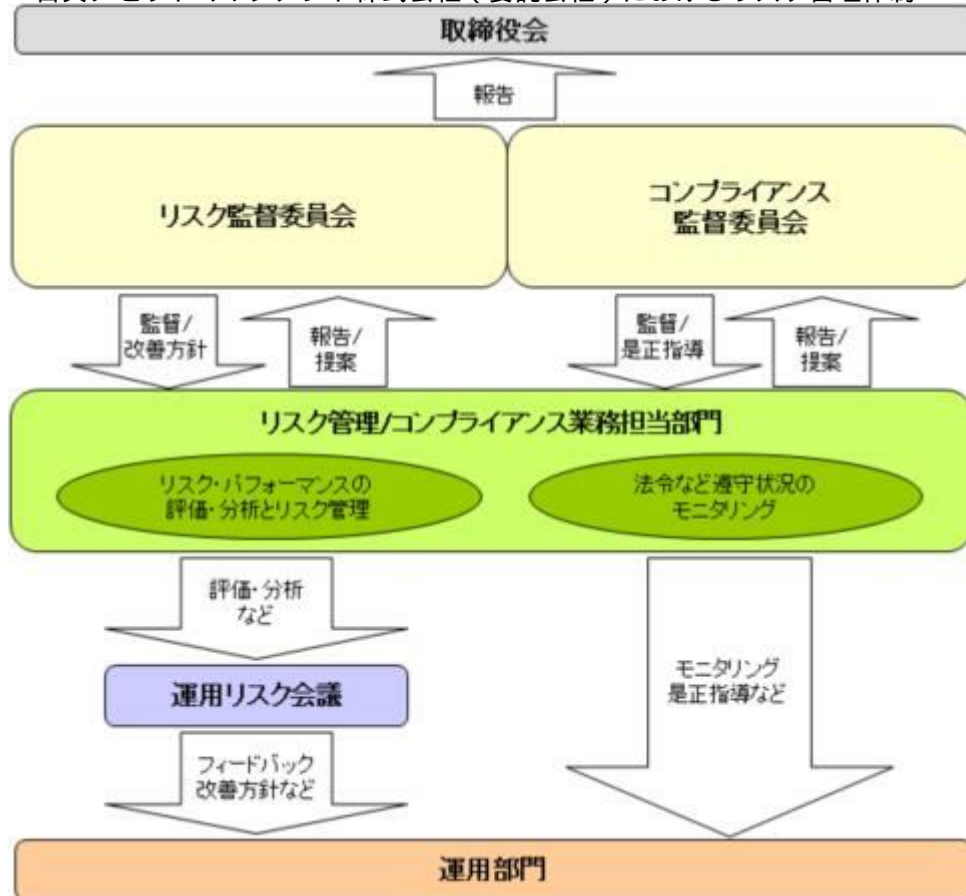 取締役会
報告
リスク監督委員会
コンプライアンス
監督委員会
監督/
改善方針
報告/
提案
監督/
是正指導
報告/
提案
リスク管理/コンプライアンス業務担当部門
リスク・パフォーマンスの
評価・分析とリスク管理
法令など遵守状況の
モニタリング
評価・分析
など
運用リスク会議
モニタリング
是正指導など
フィードバック
改善方針など
運用部門